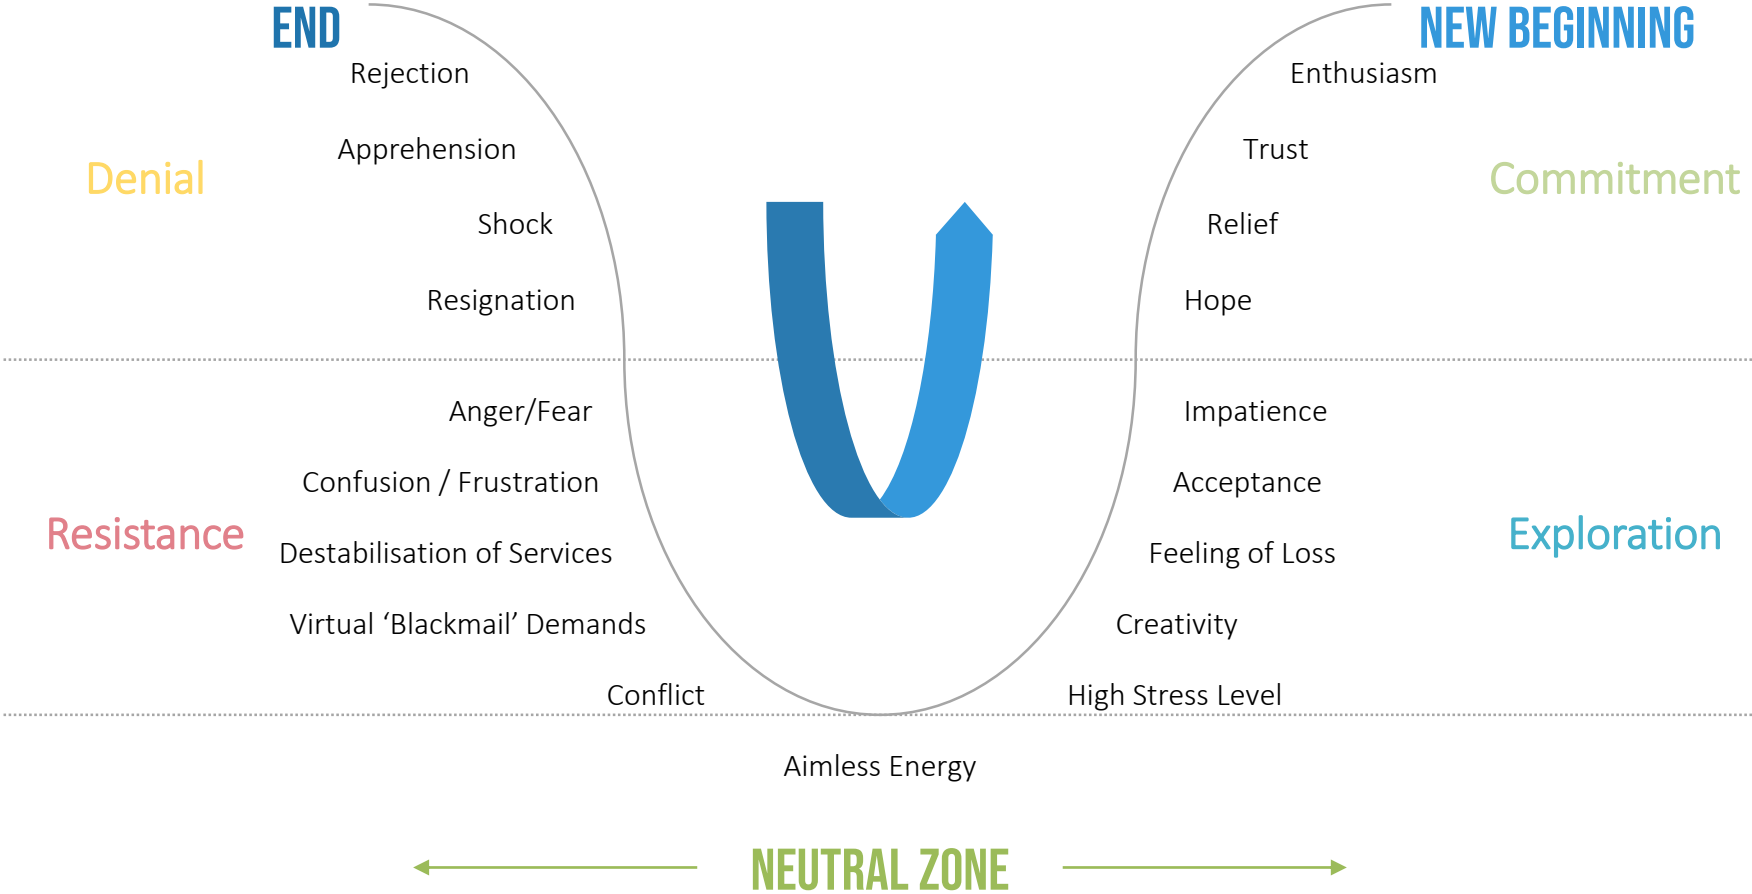 END
NEW BEGINNING
Rejection
Enthusiasm
Apprehension
Trust
Denial
Commitment
Shock
Relief
Resignation
Hope
Anger/Fear
Impatience
Confusion / Frustration
Acceptance
Resistance
Exploration
Destabilisation of Services
Feeling of Loss
Virtual ‘Blackmail’ Demands
Creativity
Conflict
High Stress Level
Aimless Energy
NEUTRAL ZONE